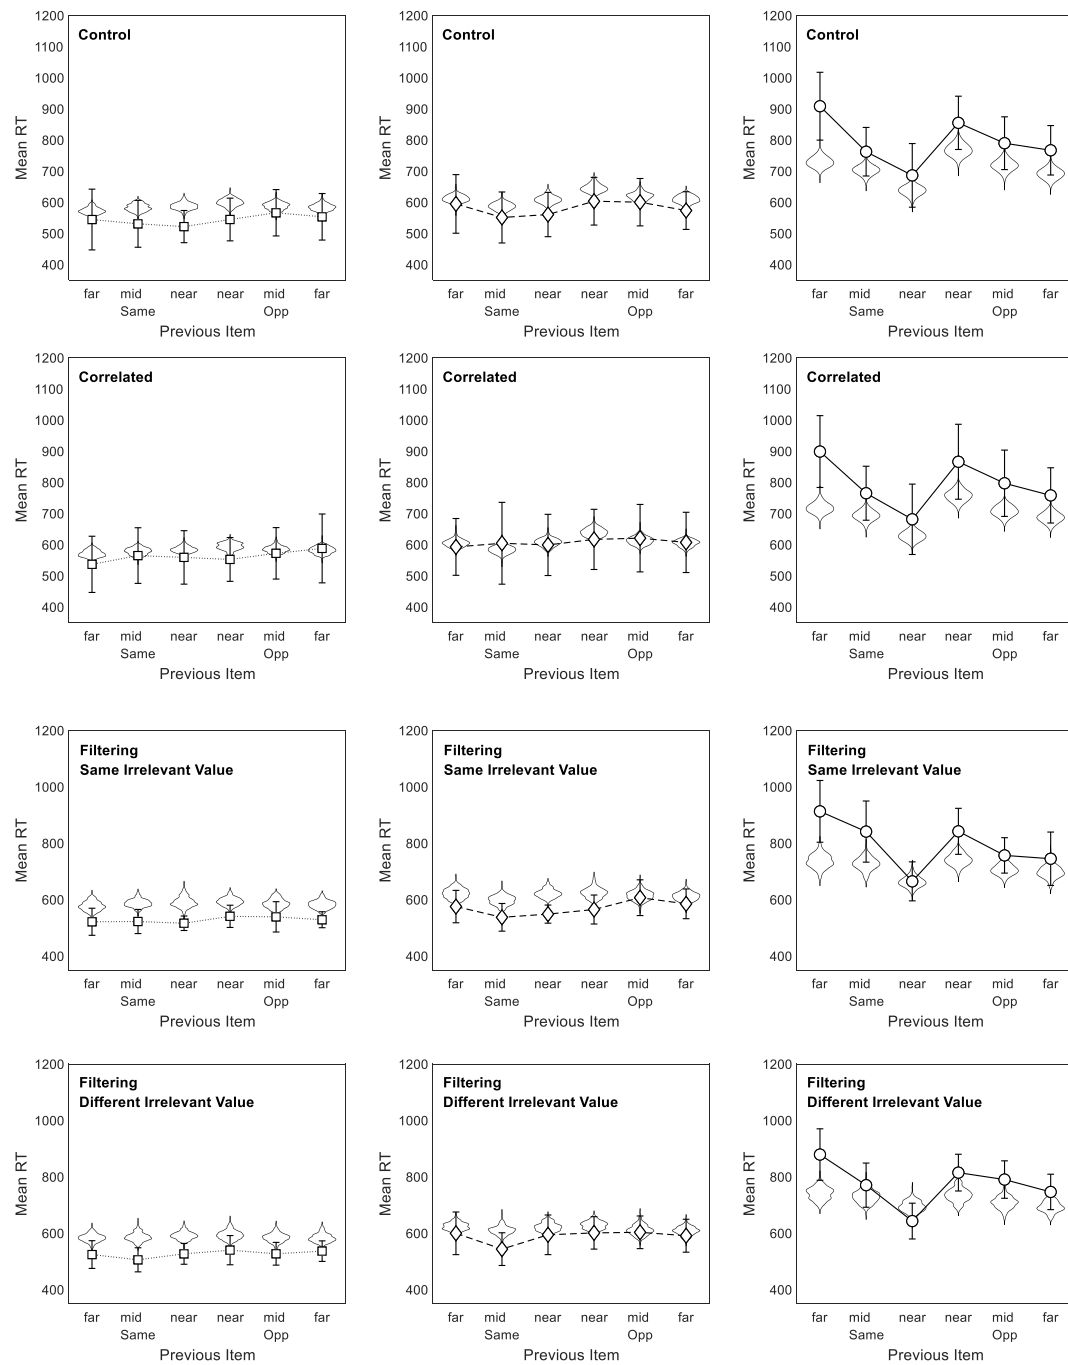 1200
1100
1000
900
800
700
600
500
400
Mean RT
Control
far mid near near mid far
Same Opp
Previous Item
1200
1100
1000
900
800
700
600
500
400
Mean RT
Control
far mid near near mid far
Same Opp
Previous Item
1200
1100
1000
900
800
700
600
500
400
Mean RT
Control
far mid near near mid far
Same Opp
Previous Item
1200
1100
1000
900
800
700
600
500
400
Mean RT
Correlated
far mid near near mid far
Same Opp
Previous Item
1200
1100
1000
900
800
700
600
500
400
Mean RT
Correlated
far mid near near mid far
Same Opp
Previous Item
1200
1100
1000
900
800
700
600
500
400
Mean RT
Correlated
far mid near near mid far
Same Opp
Previous Item
1200
1000
800
600
400
Mean RT
Filtering
Same Irrelevant Value
far mid near near mid far
Same Opp
Previous Item
1200
1000
800
600
400
Mean RT
Filtering
Same Irrelevant Value
far mid near near mid far
Same Opp
Previous Item
1200
1000
800
600
400
Mean RT
Filtering
Same Irrelevant Value
far mid near near mid far
Same Opp
Previous Item
1200
1000
800
600
400
Mean RT
Filtering
Different Irrelevant Value
far mid near near mid far
Same Opp
Previous Item
1200
1000
800
600
400
Mean RT
Filtering
Different Irrelevant Value
far mid near near mid far
Same Opp
Previous Item
1200
1000
800
600
400
Mean RT
Filtering
Different Irrelevant Value
far mid near near mid far
Same Opp
Previous Item